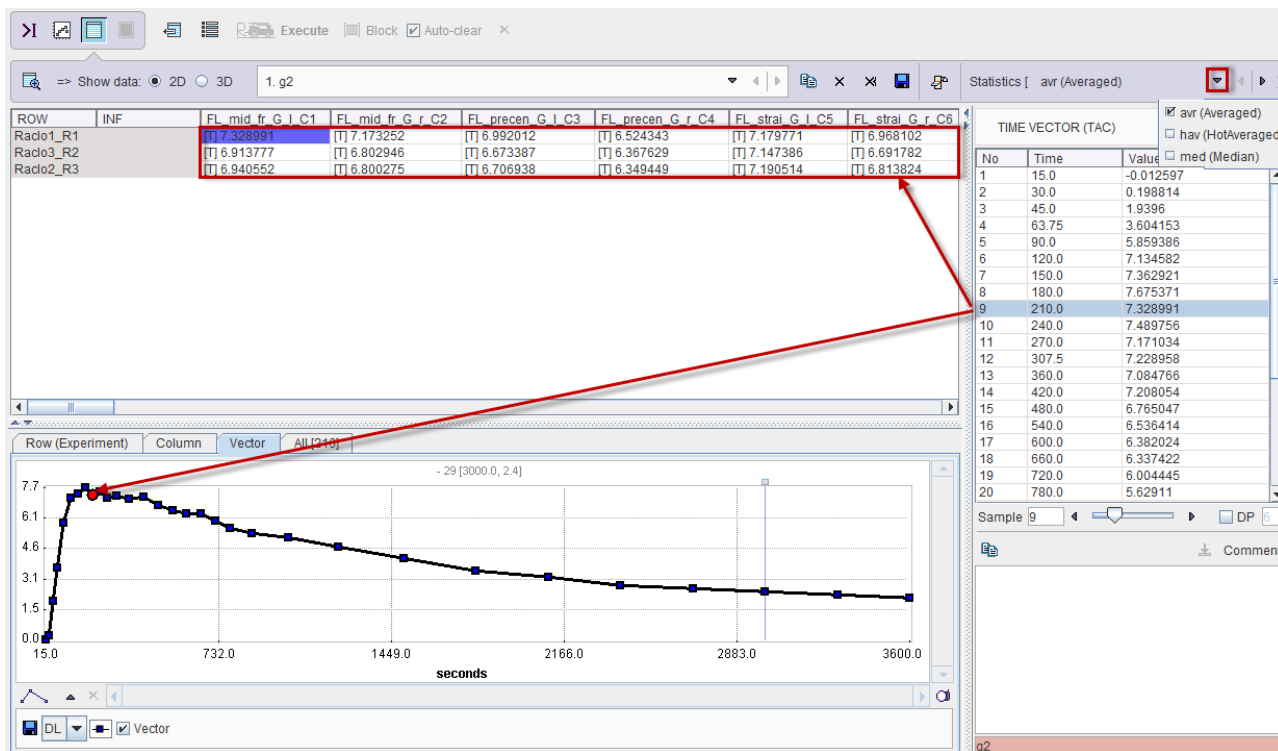 Execute Block Auto-clear
=> Show data: 2D 3D 1. g2 Statistics [ avr (Averaged)
avr (Averaged)
hav (HotAveraged
med (Median)
ROW INF FL_mid_fr_G_l_C1 FL_mid_fr_G_r_C2 FL_precen_G_l_C3 FL_precen_G_r_C4 FL_strai_G_l_C5 FL_strai_G_r_C6
Raclo1_R1 [T] 7.328991 [T] 7.173252 [T] 6.992012 [T] 6.524343 [T] 7.179771 [T] 6.968102
Raclo3_R2 [T] 6.913777 [T] 6.802946 [T] 6.673387 [T] 6.367629 [T] 7.147386 [T] 6.691782
Raclo2_R3 [T] 6.940552 [T] 6.800275 [T] 6.706938 [T] 6.349449 [T] 7.190514 [T] 6.813824
TIME VECTOR (TAC)
No Time Value
1 15.0 -0.012597
2 30.0 0.198814
3 45.0 1.9396
4 63.75 3.604153
5 90.0 5.859386
6 120.0 7.134582
7 150.0 7.362921
8 180.0 7.675371
9 210.0 7.328991
10 240.0 7.489756
11 270.0 7.171034
12 307.5 7.228958
13 360.0 7.084766
14 420.0 7.208054
15 480.0 6.765047
16 540.0 6.536414
17 600.0 6.382024
18 660.0 6.337422
19 720.0 6.004445
20 780.0 5.62911
Sample 9 DP 6
Commen
Row (Experiment) Column Vector All [216]
- 29 [3000.0, 2.4]
7.7
6.1
4.6
3.1
1.5
0.0
15.0 732.0 1449.0 2166.0 2883.0 3600.0
seconds
DL Vector
g2